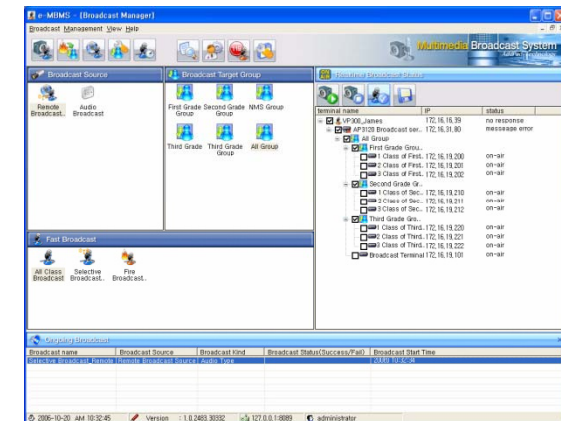 e-MBMS - [Broadcast Manager]
Broadcast Management View Help
Multimedia Broadcast System
Broadcast Source
Remote Broadcast..
Audio Broadcast
Broadcast Target Group
First Grade Group
Second Grade Group
NMS Group
Third Grade
Third Grade Group
All Group
Fast Broadcast
All Class Broadcast
Selective Broadcast..
Fire Broadcast..
Realtime Broadcast Status
terminal name IP status
VP300_James 172, 16, 16, 39 no response
AP3120 Broadcast ser.. 172, 16, 31, 80 messeage error
All Group
First Grade Grou..
1 Class of First.. 172, 16, 19, 200 on-air
2 Class of First.. 172, 16, 19, 201 on-air
3 Class of First.. 172, 16, 19, 202 on-air
Second Grade Gr..
1 Class of Sec.. 172, 16, 19, 210 on-air
2 Class of Sec.. 172, 16, 19, 211 on-air
3 Class of Sec.. 172, 16, 19, 212 on-air
Third Grade Gro..
1 Class of Third.. 172, 16, 19, 220 on-air
2 Class of Third.. 172, 16, 19, 221 on-air
3 Class of Third.. 172, 16, 19, 222 on-air
Broadcast Terminal 172, 16, 19, 101 on-air
Ongoing Broadcast
Broadcast name Broadcast Source Broadcast Kind Broadcast Status(Success/Fail) Broadcast Start Time
Selective Broadcast_Remote Remote Broadcast Source Audio Type
2006-10-20 AM 10:32:45 Version : 1.0.2483.30332 127.0.0.1:8089 administrator